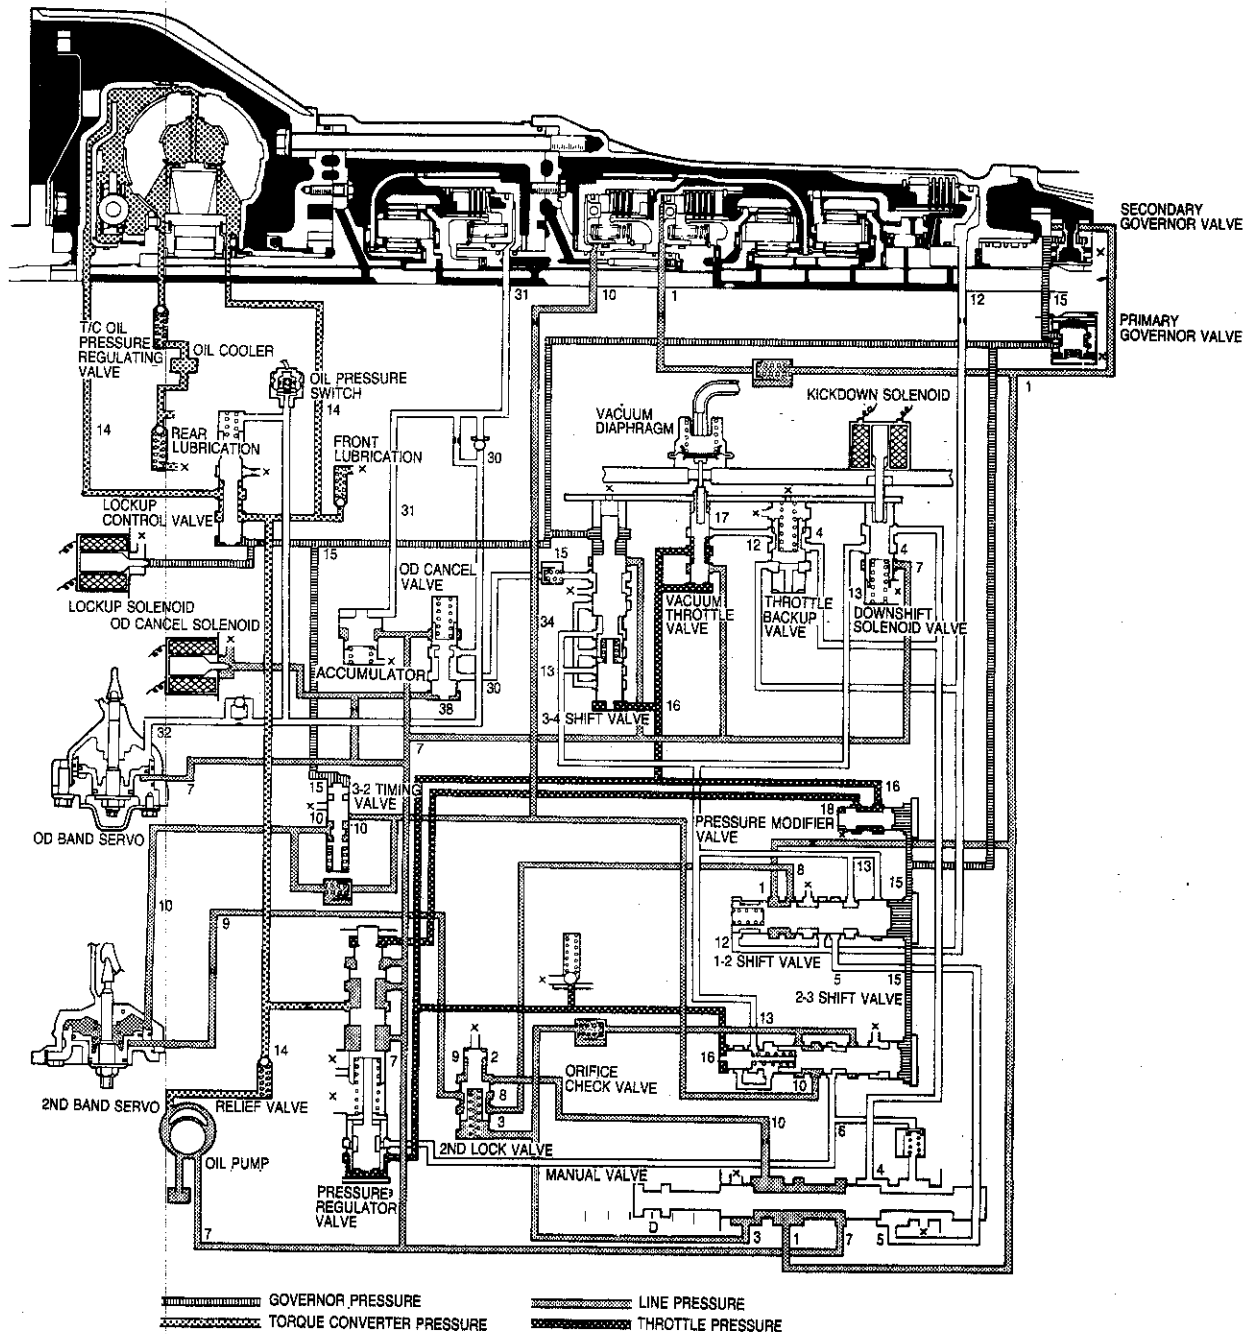 SECONDARY
GOVERNOR VALVE
31
10
1
12
15
T/C OIL
PRESSURE
REGULATING
VALVE
OIL COOLER
OIL PRESSURE
SWITCH
PRIMARY
GOVERNOR VALVE
1
KICKDOWN SOLENOID
VACUUM
DIAPHRAGM
14
14
REAR
LUBRICATION
FRONT
LUBRICATION
30
31
LOCKUP
CONTROL VALVE
17
12
4
4
7
13
15
15
OD CANCEL
VALVE
LOCKUP SOLENOID
OD CANCEL SOLENOID
34
VACUUM
THROTTLE
VALVE
THROTTLE
BACKUP
VALVE
DOWNSHIFT
SOLENOID VALVE
ACCUMULATOR
30
13
38
3-4 SHIFT VALVE
16
32
7
7
15
3-2 TIMING
VALVE
10
10
OD BAND SERVO
16
18
PRESSURE MODIFIER
VALVE
8
13
1
15
10
9
12
1-2 SHIFT VALVE
5
15
2-3 SHIFT VALVE
13
14
7
9
2
8
3
ORIFICE
CHECK VALVE
16
10
2ND BAND SERVO
RELIEF VALVE
2ND LOCK VALVE
10
6
OIL PUMP
MANUAL VALVE
4
PRESSURE
REGULATOR
VALVE
D
7
3
1
7
5
GOVERNOR PRESSURE
LINE PRESSURE
TORQUE CONVERTER PRESSURE
THROTTLE PRESSURE